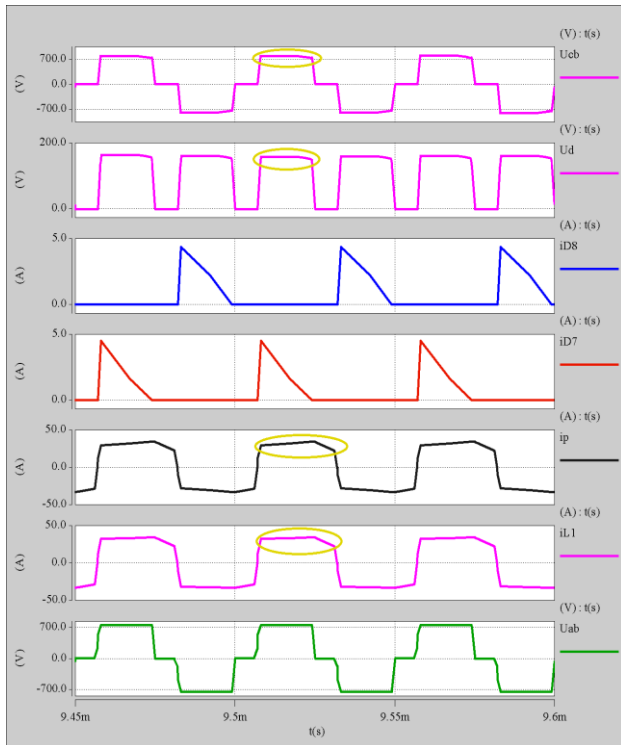 (V) : t(s)
Ucb
(V)
700.0
0.0
-700.0
(V) : t(s)
Ud
(V)
200.0
0.0
(A) : t(s)
iD8
(A)
5.0
0.0
(A) : t(s)
iD7
(A)
5.0
0.0
(A) : t(s)
ip
(A)
50.0
0.0
-50.0
(A) : t(s)
iL1
(A)
50.0
0.0
-50.0
(V) : t(s)
Uab
(V)
700.0
0.0
-700.0
9.45m 9.5m 9.55m 9.6m
t(s)